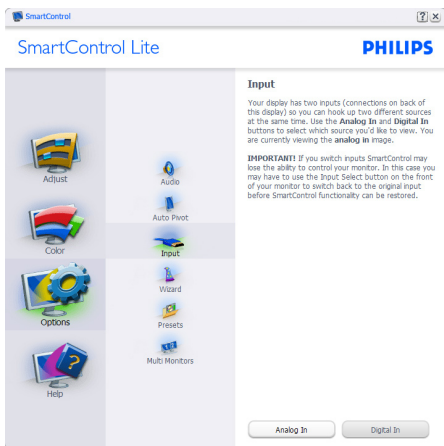 SmartControl
? x
SmartControl Lite
PHILIPS
Adjust
Color
Options
Help
Audio
Auto Pivot
Input
Wizard
Presets
Multi Monitors
Input
Your display has two inputs (connections on back of
this display) so you can hook up two different sources
at the same time. Use the Analog In and Digital In
buttons to select which source you'd like to view. You
are currently viewing the analog in image.
IMPORTANT! If you switch inputs SmartControl may
lose the ability to control your monitor. In this case you
may have to use the Input Select button on the front
of your monitor to switch back to the original input
before SmartControl functionality can be restored.
Analog In
Digital In